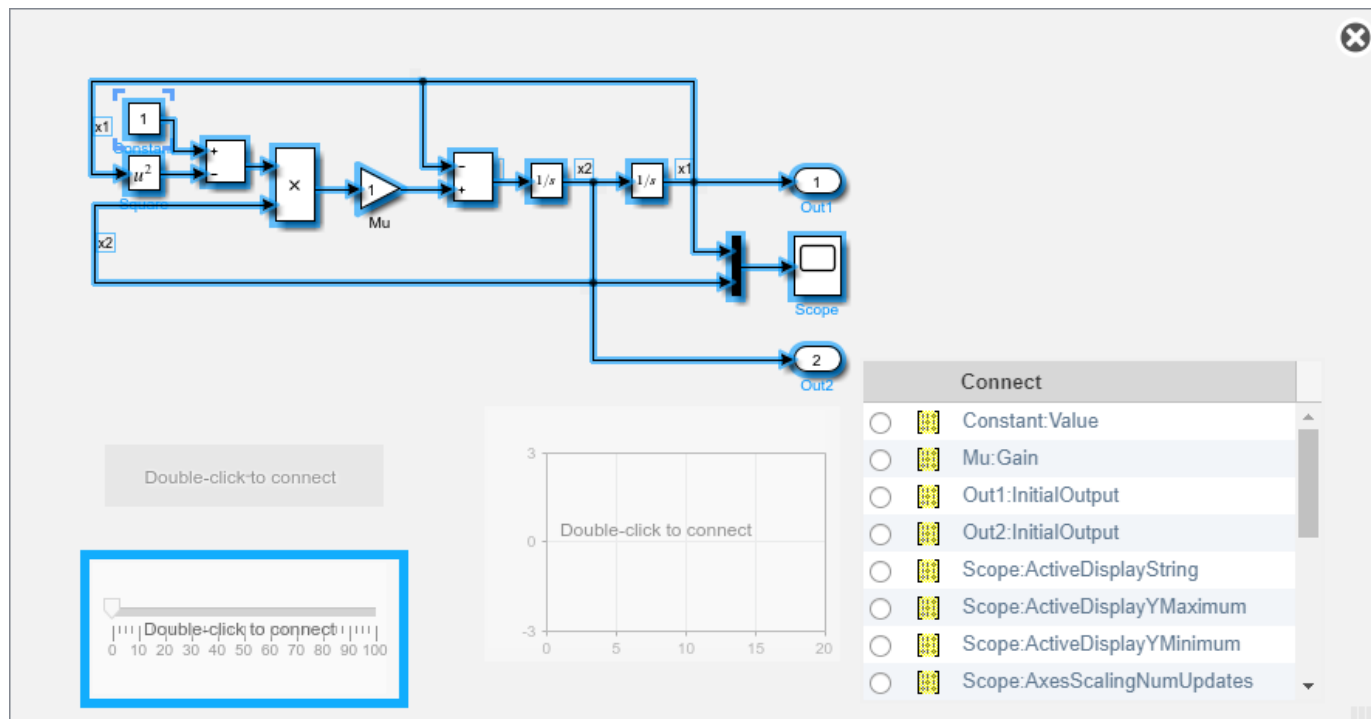 x1
1
Constant
+
−
u²
Square
×
1
Mu
−
+
1/s
x2
1/s
x1
1
Out1
x2
Scope
2
Out2
Connect
Constant:Value
Mu:Gain
Out1:InitialOutput
Out2:InitialOutput
Scope:ActiveDisplayString
Scope:ActiveDisplayYMaximum
Scope:ActiveDisplayYMinimum
Scope:AxesScalingNumUpdates
Double-click to connect
3
0
-3
Double-click to connect
0 5 10 15 20
Double-click to connect
0 10 20 30 40 50 60 70 80 90 100